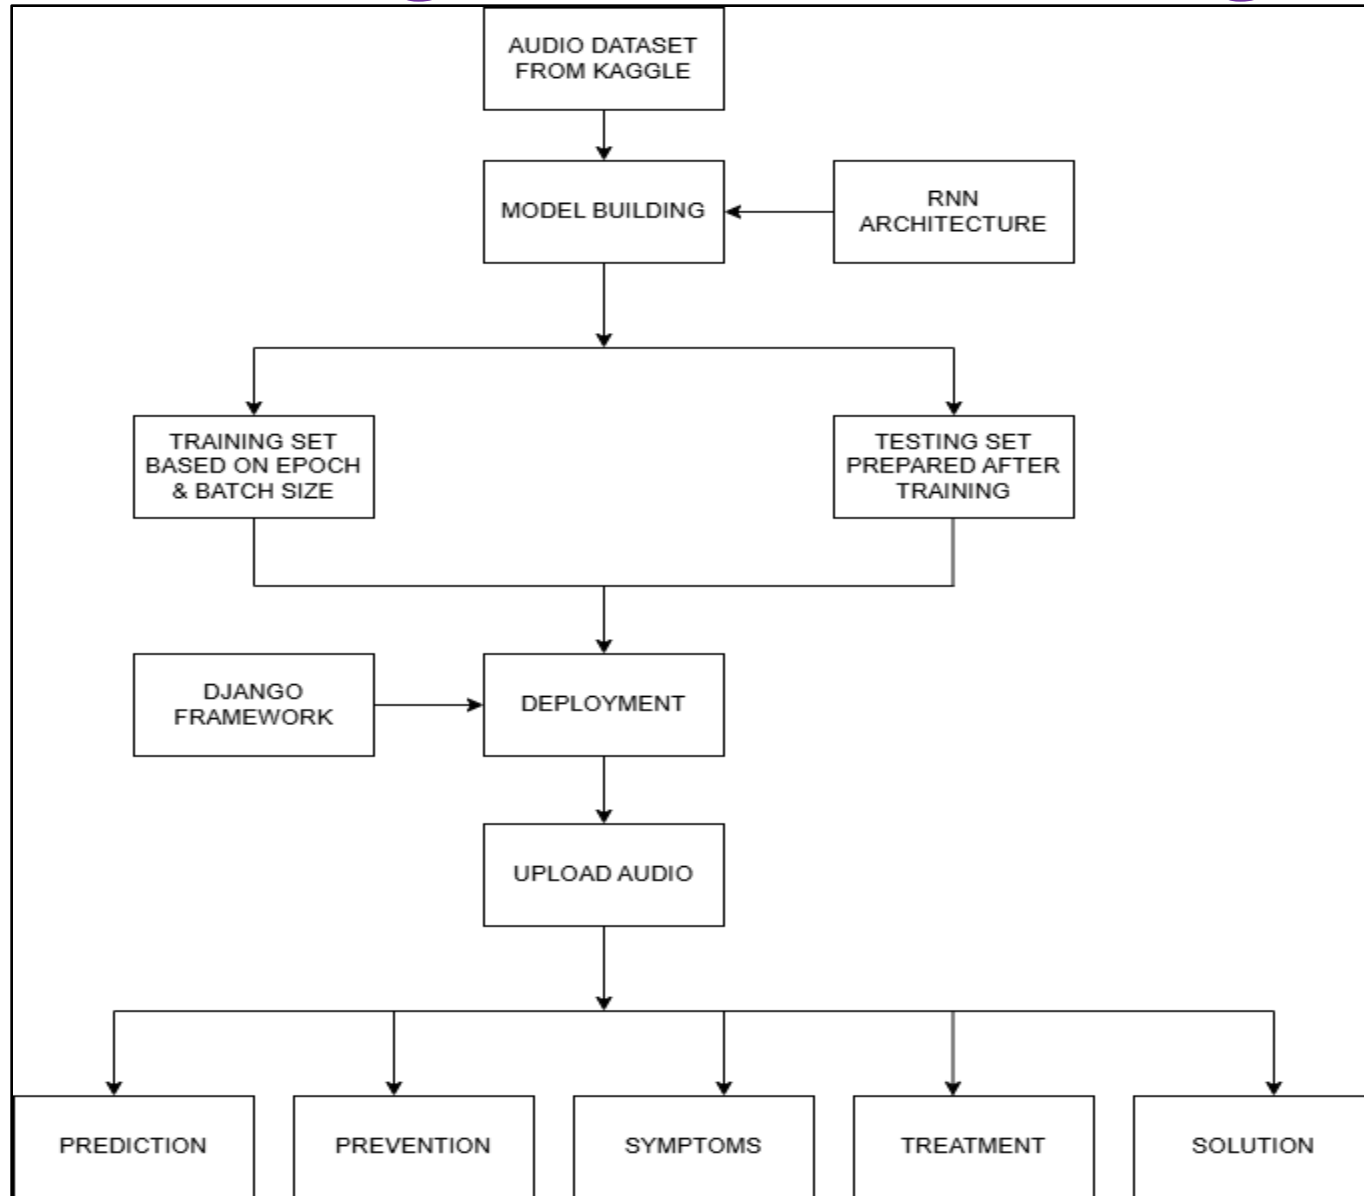 AUDIO DATASET
FROM KAGGLE
MODEL BUILDING
RNN
ARCHITECTURE
TRAINING SET
BASED ON EPOCH
& BATCH SIZE
TESTING SET
PREPARED AFTER
TRAINING
DJANGO
FRAMEWORK
DEPLOYMENT
UPLOAD AUDIO
PREDICTION
PREVENTION
SYMPTOMS
TREATMENT
SOLUTION